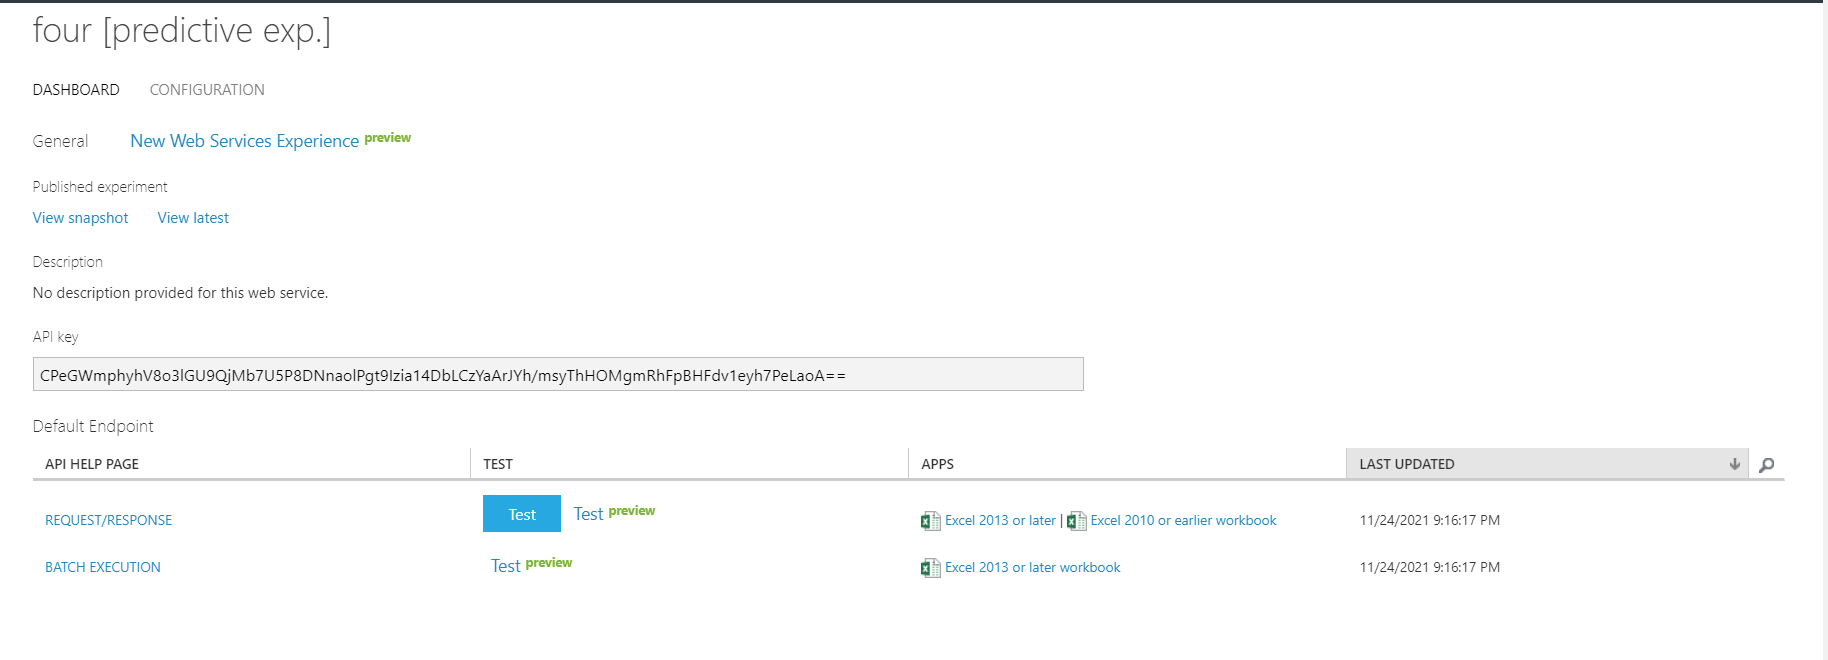 four [predictive exp.]
DASHBOARD CONFIGURATION
General New Web Services Experience preview
Published experiment
View snapshot View latest
Description
No description provided for this web service.
API key
CPeGWmphyhV8o3lGU9QjMb7U5P8DNnaolPgt9Izia14DbLCzYaArJYh/msyThHOMgmRhFpBHFdv1eyh7PeLaoA==
Default Endpoint
API HELP PAGE TEST APPS LAST UPDATED
REQUEST/RESPONSE Test Test preview Excel 2013 or later | Excel 2010 or earlier workbook 11/24/2021 9:16:17 PM
BATCH EXECUTION Test preview Excel 2013 or later workbook 11/24/2021 9:16:17 PM